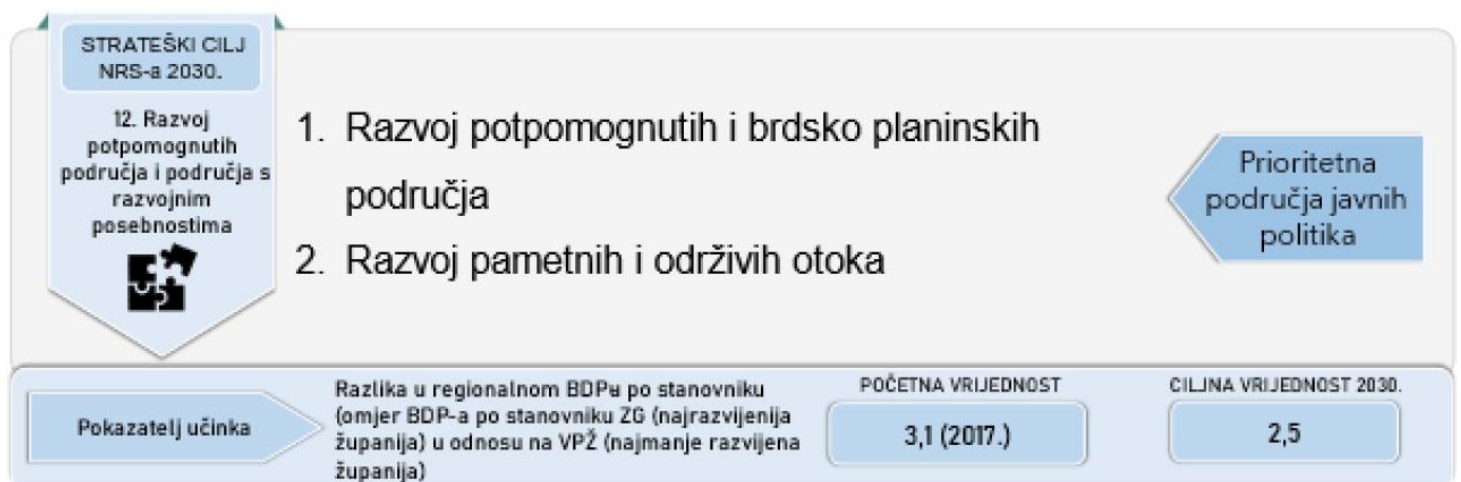 STRATEŠKI CILJ
NRS-a 2030.
12. Razvoj
potpomognutih
područja i područja s
razvojnim
posebnostima
1. Razvoj potpomognutih i brdsko planinskih
područja
2. Razvoj pametnih i održivih otoka
Prioritetna
područja javnih
politika
Pokazatelj učinka
Razlika u regionalnom BDPu po stanovniku
(omjer BDP-a po stanovniku ZG (najrazvijenija
županija) u odnosu na VPŽ (najmanje razvijena
županija)
POČETNA VRIJEDNOST
3,1 (2017.)
CILJNA VRIJEDNOST 2030.
2,5